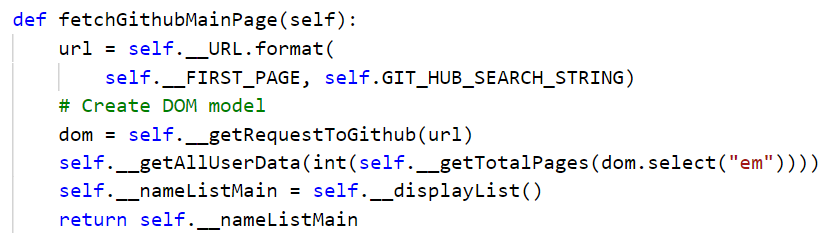 def fetchGithubMainPage(self):
    url = self.__URL.format(
        self.__FIRST_PAGE, self.GIT_HUB_SEARCH_STRING)
    # Create DOM model
    dom = self.__getRequestToGithub(url)
    self.__getAllUserData(int(self.__getTotalPages(dom.select("em"))))
    self.__nameListMain = self.__displayList()
    return self.__nameListMain